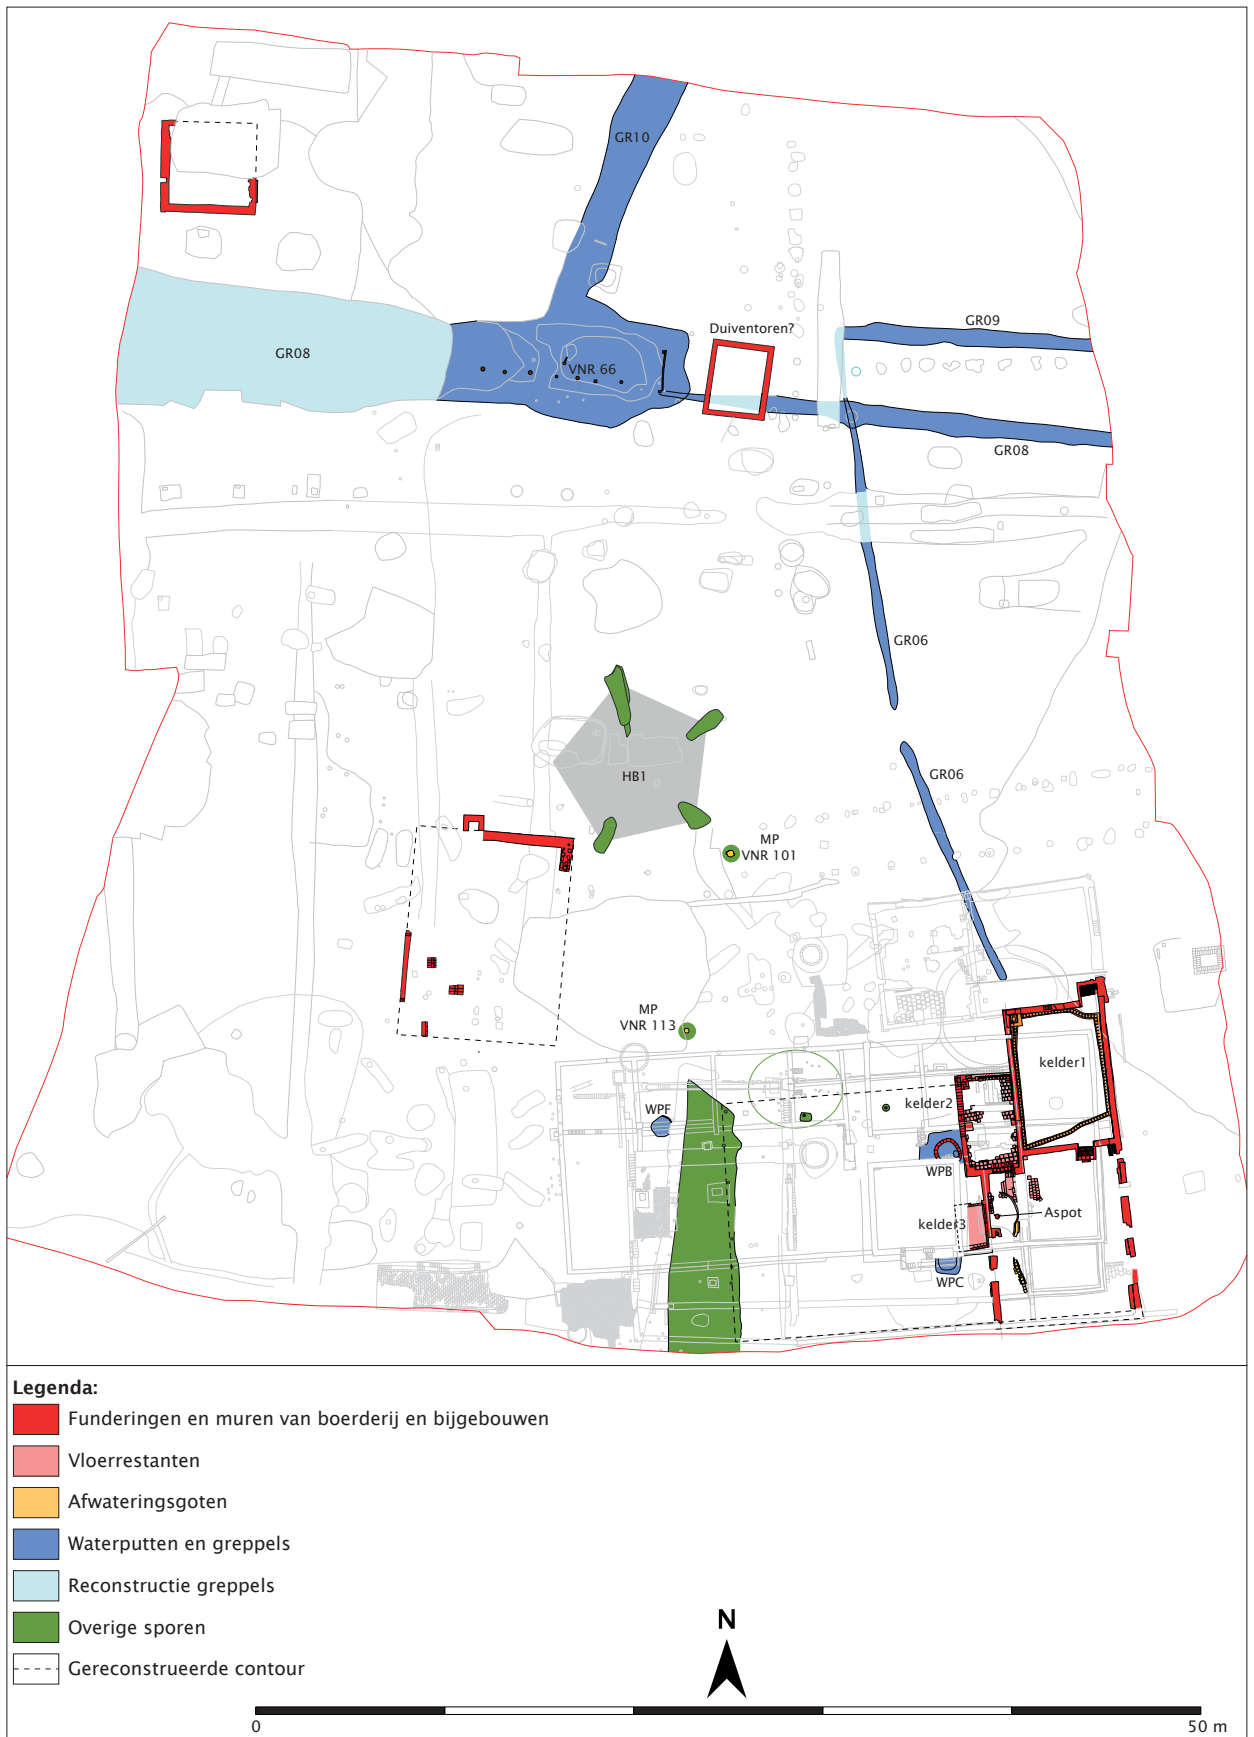 GR10
GR09
Duiventoren?
GR08
VNR 66
GR08
GR06
GR06
HB1
MP
VNR 101
MP
VNR 113
kelder1
kelder2
WPF
WPB
Aspot
kelder3
WPC
Legenda:
Funderingen en muren van boerderij en bijgebouwen
Vloerrestanten
Afwateringsgoten
Waterputten en greppels
Reconstructie greppels
Overige sporen
Gereconstrueerde contour
N
0
50 m